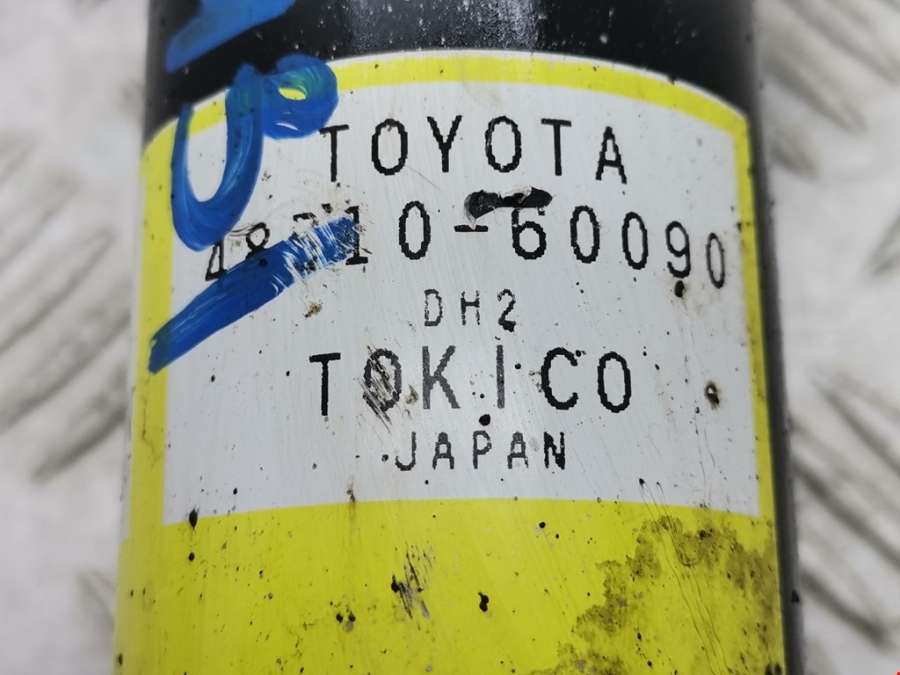 TOYOTA
10-60090
DH2
TOKICO
JAPAN